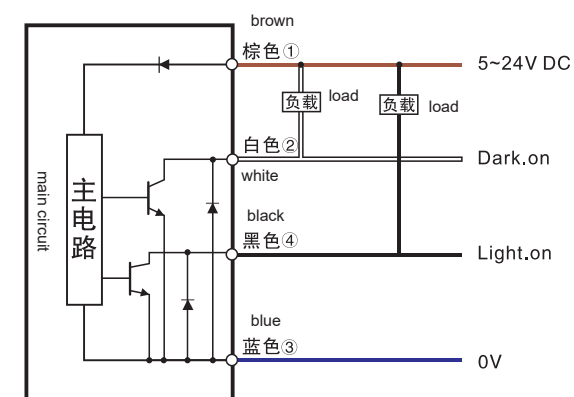 brown
棕色①
5~24V DC
负载 load
负载 load
白色②
white
Dark.on
main circuit
主电路
black
黑色④
Light.on
blue
蓝色③
0V